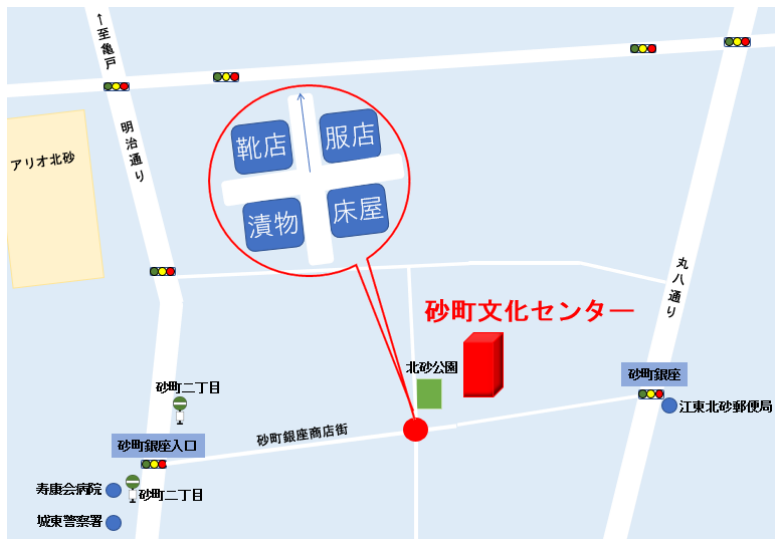 ↑至亀戸
明治通り
アリオ北砂
靴店
服店
漬物
床屋
丸八通り
砂町文化センター
北砂公園
砂町銀座
江東北砂郵便局
砂町二丁目
砂町銀座入口
砂町銀座商店街
寿康会病院
砂町二丁目
城東警察署